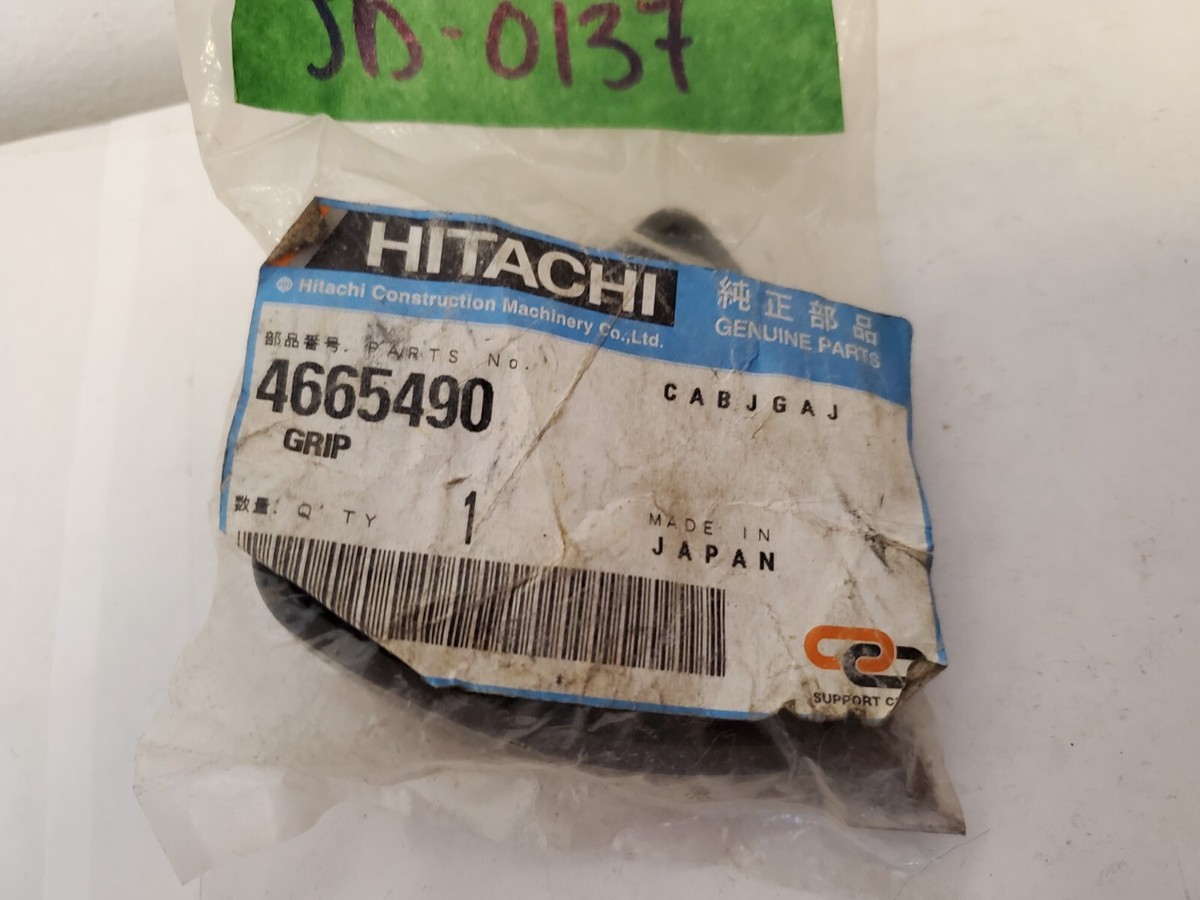 JD-0137
HITACHI
Hitachi Construction Machinery Co.,Ltd.
純正部品
GENUINE PARTS
部品番号. PARTS No.
4665490
CABJGAJ
GRIP
数量. Q'TY 1
MADE IN
JAPAN
SUPPORT